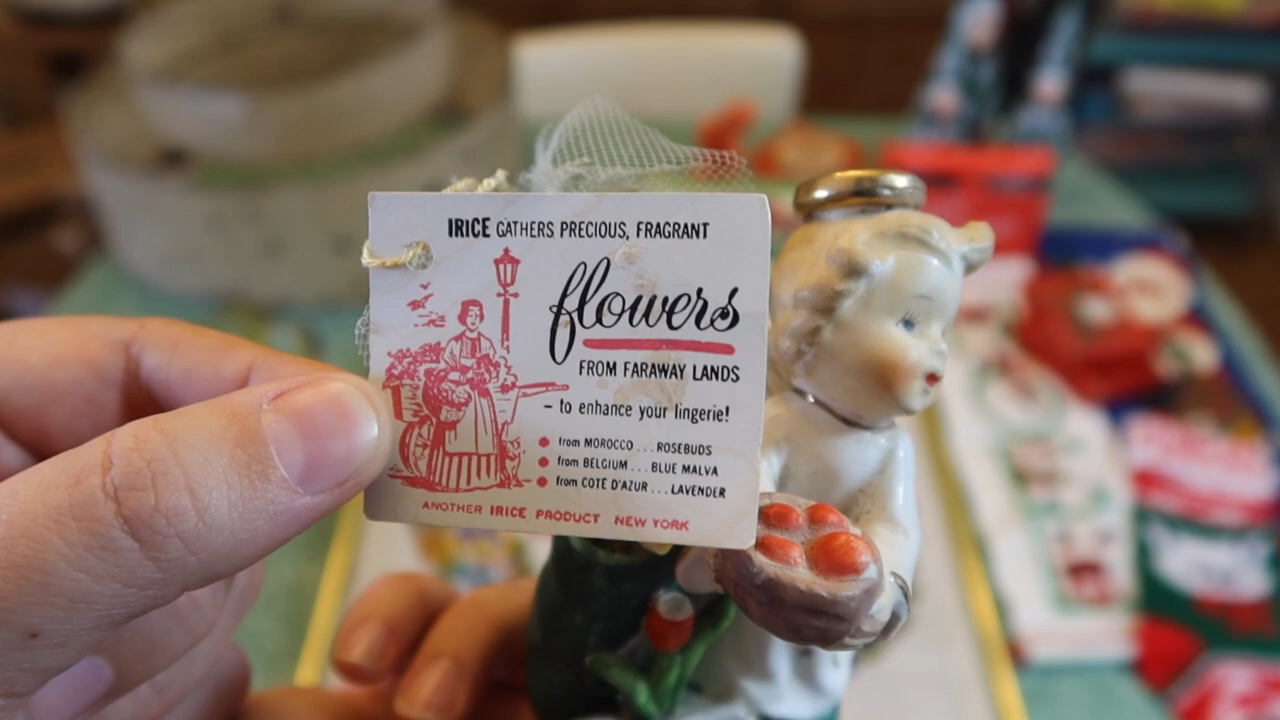 IRICE GATHERS PRECIOUS, FRAGRANT
flowers
FROM FARAWAY LANDS
– to enhance your lingerie!
• from MOROCCO . . . ROSEBUDS
• from BELGIUM . . . BLUE MALVA
• from COTE D'AZUR . . . LAVENDER
ANOTHER IRICE PRODUCT NEW YORK